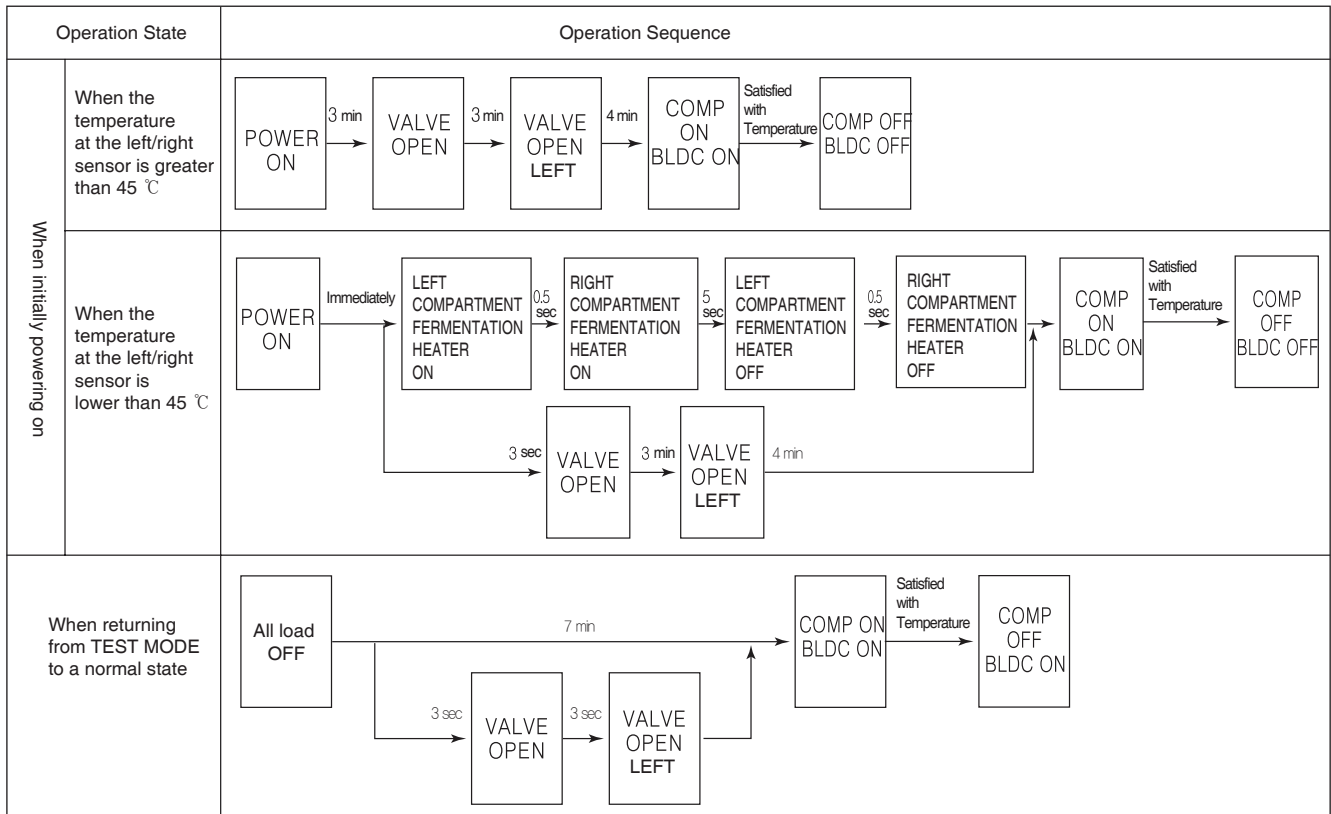 Operation State
Operation Sequence
When initially powering on
When the
temperature
at the left/right
sensor is greater
than 45 ℃
POWER
ON
3 min
VALVE
OPEN
3 min
VALVE
OPEN
LEFT
4 min
COMP
ON
BLDC ON
Satisfied
with
Temperature
COMP OFF
BLDC OFF
When the
temperature
at the left/right
sensor is
lower than 45 ℃
POWER
ON
Immediately
LEFT
COMPARTMENT
FERMENTATION
HEATER
ON
0.5
sec
RIGHT
COMPARTMENT
FERMENTATION
HEATER
ON
5
sec
LEFT
COMPARTMENT
FERMENTATION
HEATER
OFF
0.5
sec
RIGHT
COMPARTMENT
FERMENTATION
HEATER
OFF
COMP
ON
BLDC ON
Satisfied
with
Temperature
COMP
OFF
BLDC OFF
3 sec
VALVE
OPEN
3 min
VALVE
OPEN
LEFT
4 min
When returning
from TEST MODE
to a normal state
All load
OFF
7 min
COMP ON
BLDC ON
Satisfied
with
Temperature
COMP
OFF
BLDC ON
3 sec
VALVE
OPEN
3 sec
VALVE
OPEN
LEFT